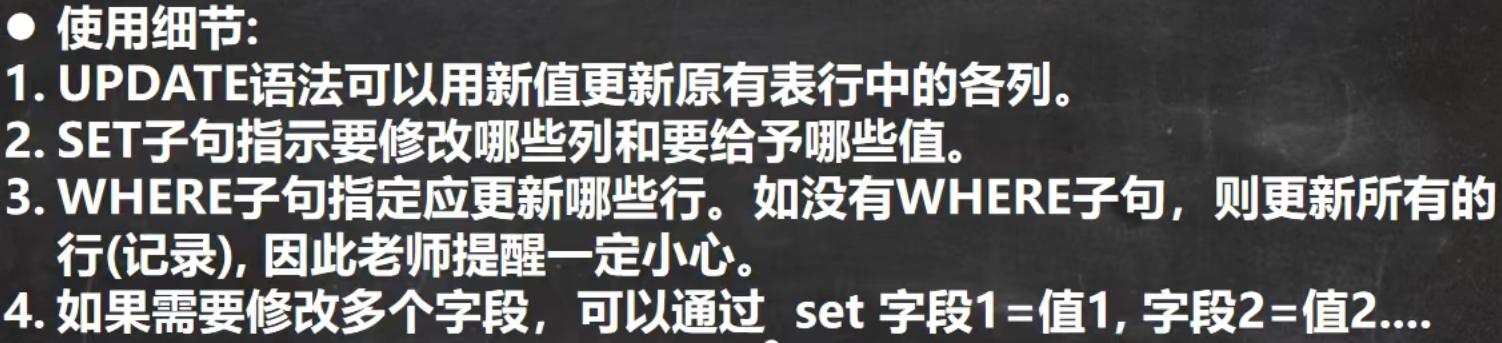 ● 使用细节:
1. UPDATE语法可以用新值更新原有表行中的各列。
2. SET子句指示要修改哪些列和要给予哪些值。
3. WHERE子句指定应更新哪些行。如没有WHERE子句，则更新所有的
行(记录), 因此老师提醒一定小心。
4. 如果需要修改多个字段，可以通过 set 字段1=值1, 字段2=值2....